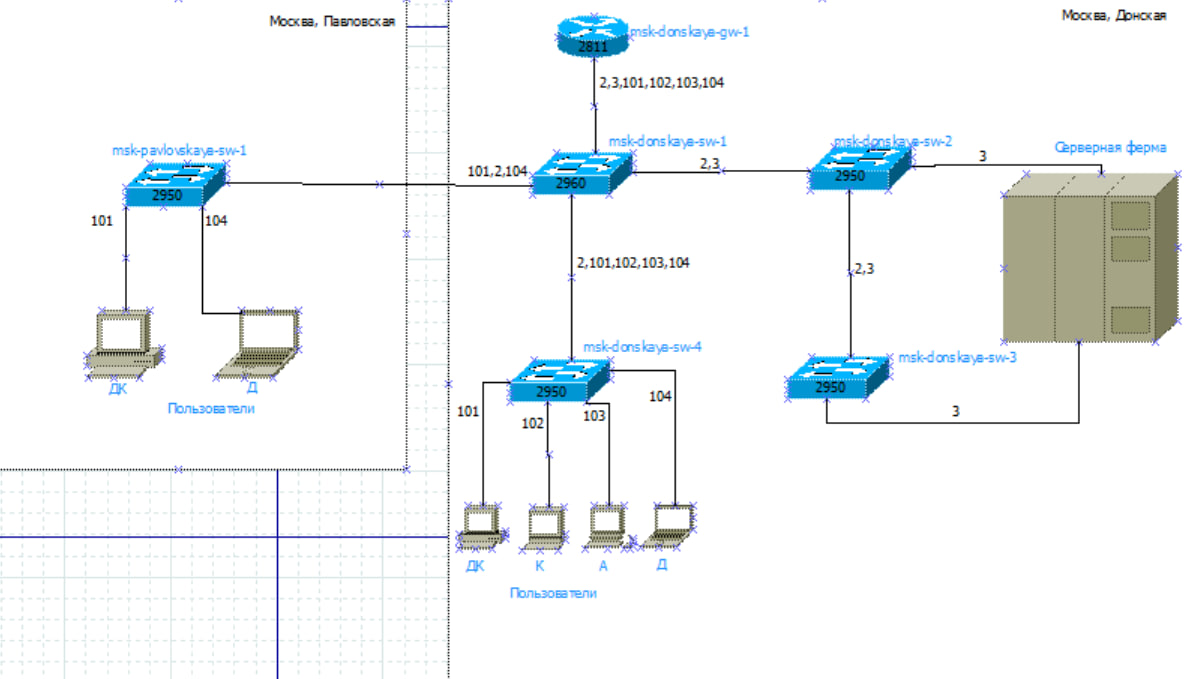 Москва, Павловская
Москва, Донская
msk-donskaya-gw-1
2811
2,3,101,102,103,104
msk-pavlovskaya-sw-1
2950
101
104
ДК
Д
Пользователи
101,2,104
msk-donskaya-sw-1
2960
2,3
msk-donskaya-sw-2
2950
3
Серверная ферма
2,101,102,103,104
2,3
msk-donskaya-sw-4
2950
msk-donskaya-sw-3
2950
3
101
102
103
104
ДК
К
А
Д
Пользователи